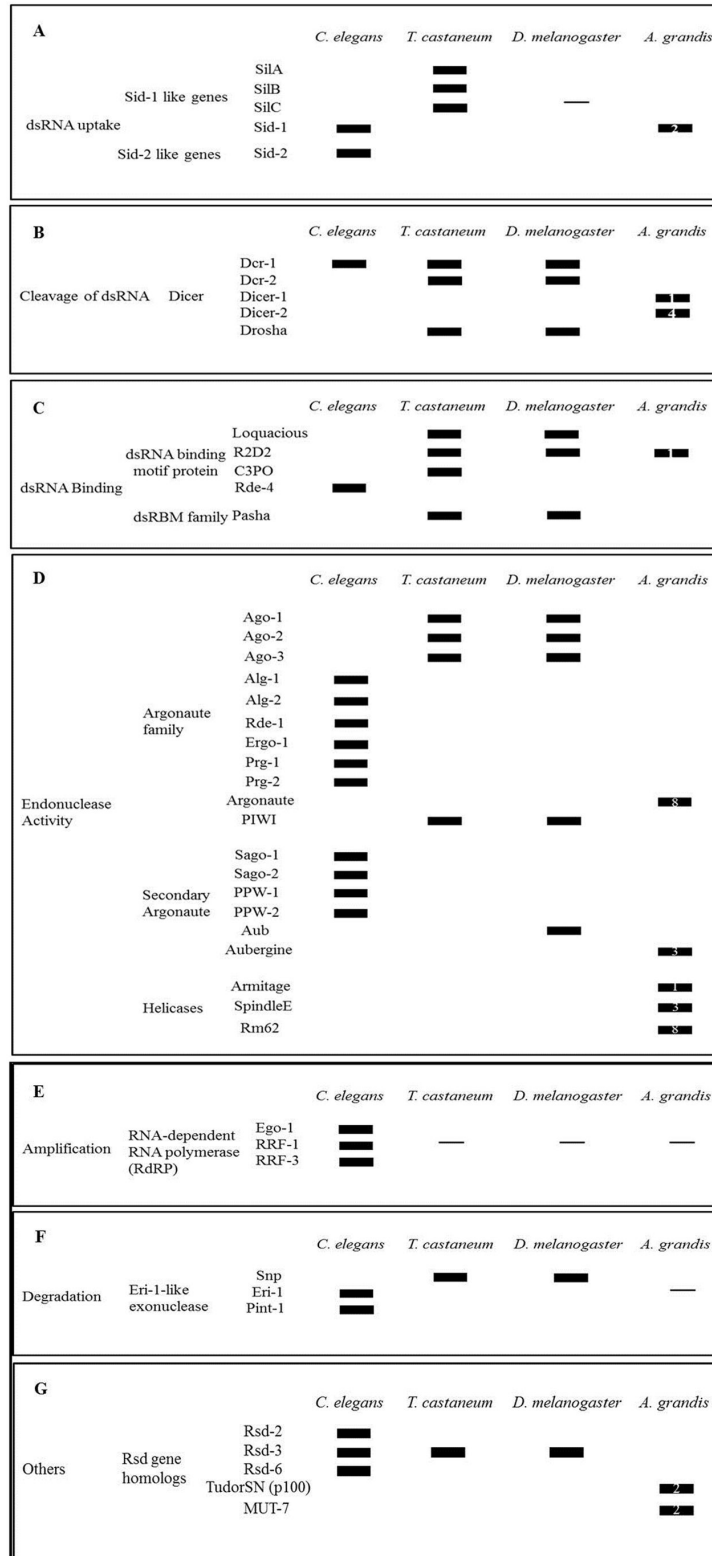 A
C. elegans T. castaneum D. melanogaster A. grandis
SilA
SilB
Sid-1 like genes
SilC
dsRNA uptake
Sid-1 2
Sid-2 like genes Sid-2
B
C. elegans T. castaneum D. melanogaster A. grandis
Dcr-1
Dcr-2
Cleavage of dsRNA Dicer Dicer-1 1
Dicer-2 4
Drosha
C
C. elegans T. castaneum D. melanogaster A. grandis
Loquacious
dsRNA binding R2D2 1
motif protein C3PO
dsRNA Binding Rde-4
dsRBM family Pasha
D
C. elegans T. castaneum D. melanogaster A. grandis
Ago-1
Ago-2
Ago-3
Alg-1
Alg-2
Argonaute
family
Rde-1
Ergo-1
Prg-1
Prg-2
Endonuclease
Activity
Argonaute 8
PIWI
Sago-1
Sago-2
Secondary
Argonaute
PPW-1
PPW-2
Aub
Aubergine 3
Armitage 1
Helicases SpindleE 3
Rm62 8
E
C. elegans T. castaneum D. melanogaster A. grandis
Ego-1
Amplification
RNA-dependent
RNA polymerase
(RdRP)
RRF-1
RRF-3
F
C. elegans T. castaneum D. melanogaster A. grandis
Snp
Degradation
Eri-1-like
exonuclease
Eri-1
Pint-1
G
C. elegans T. castaneum D. melanogaster A. grandis
Rsd-2
Rsd-3
Others
Rsd gene
homologs
Rsd-6
TudorSN (p100) 2
MUT-7 2